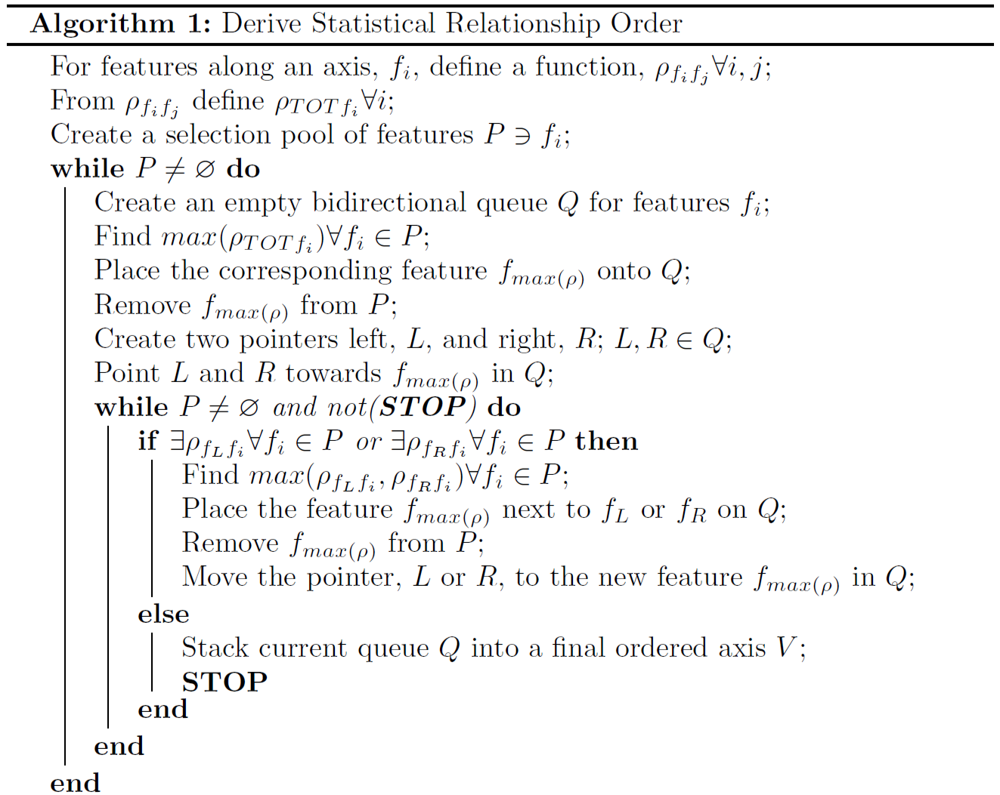 Algorithm 1: Derive Statistical Relationship Order
For features along an axis, $f_i$, define a function, $\rho_{f_i f_j} \forall i, j$;
From $\rho_{f_i f_j}$ define $\rho_{TOT f_i} \forall i$;
Create a selection pool of features $P \ni f_i$;
while $P \neq \varnothing$ do
Create an empty bidirectional queue $Q$ for features $f_i$;
Find $max(\rho_{TOT f_i}) \forall f_i \in P$;
Place the corresponding feature $f_{max(\rho)}$ onto $Q$;
Remove $f_{max(\rho)}$ from $P$;
Create two pointers left, $L$, and right, $R$; $L, R \in Q$;
Point $L$ and $R$ towards $f_{max(\rho)}$ in $Q$;
while $P \neq \varnothing$ and not(STOP) do
if $\exists \rho_{f_L f_i} \forall f_i \in P$ or $\exists \rho_{f_R f_i} \forall f_i \in P$ then
Find $max(\rho_{f_L f_i}, \rho_{f_R f_i}) \forall f_i \in P$;
Place the feature $f_{max(\rho)}$ next to $f_L$ or $f_R$ on $Q$;
Remove $f_{max(\rho)}$ from $P$;
Move the pointer, $L$ or $R$, to the new feature $f_{max(\rho)}$ in $Q$;
else
Stack current queue $Q$ into a final ordered axis $V$;
STOP
end
end
end